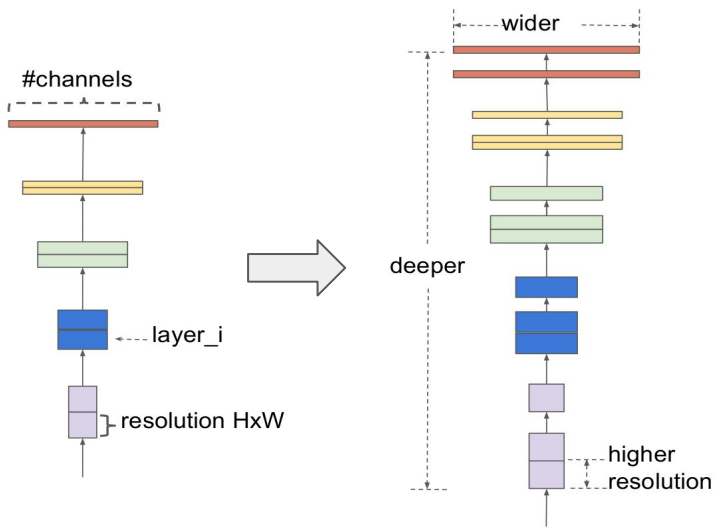 wider
#channels
deeper
layer_i
resolution HxW
higher
resolution